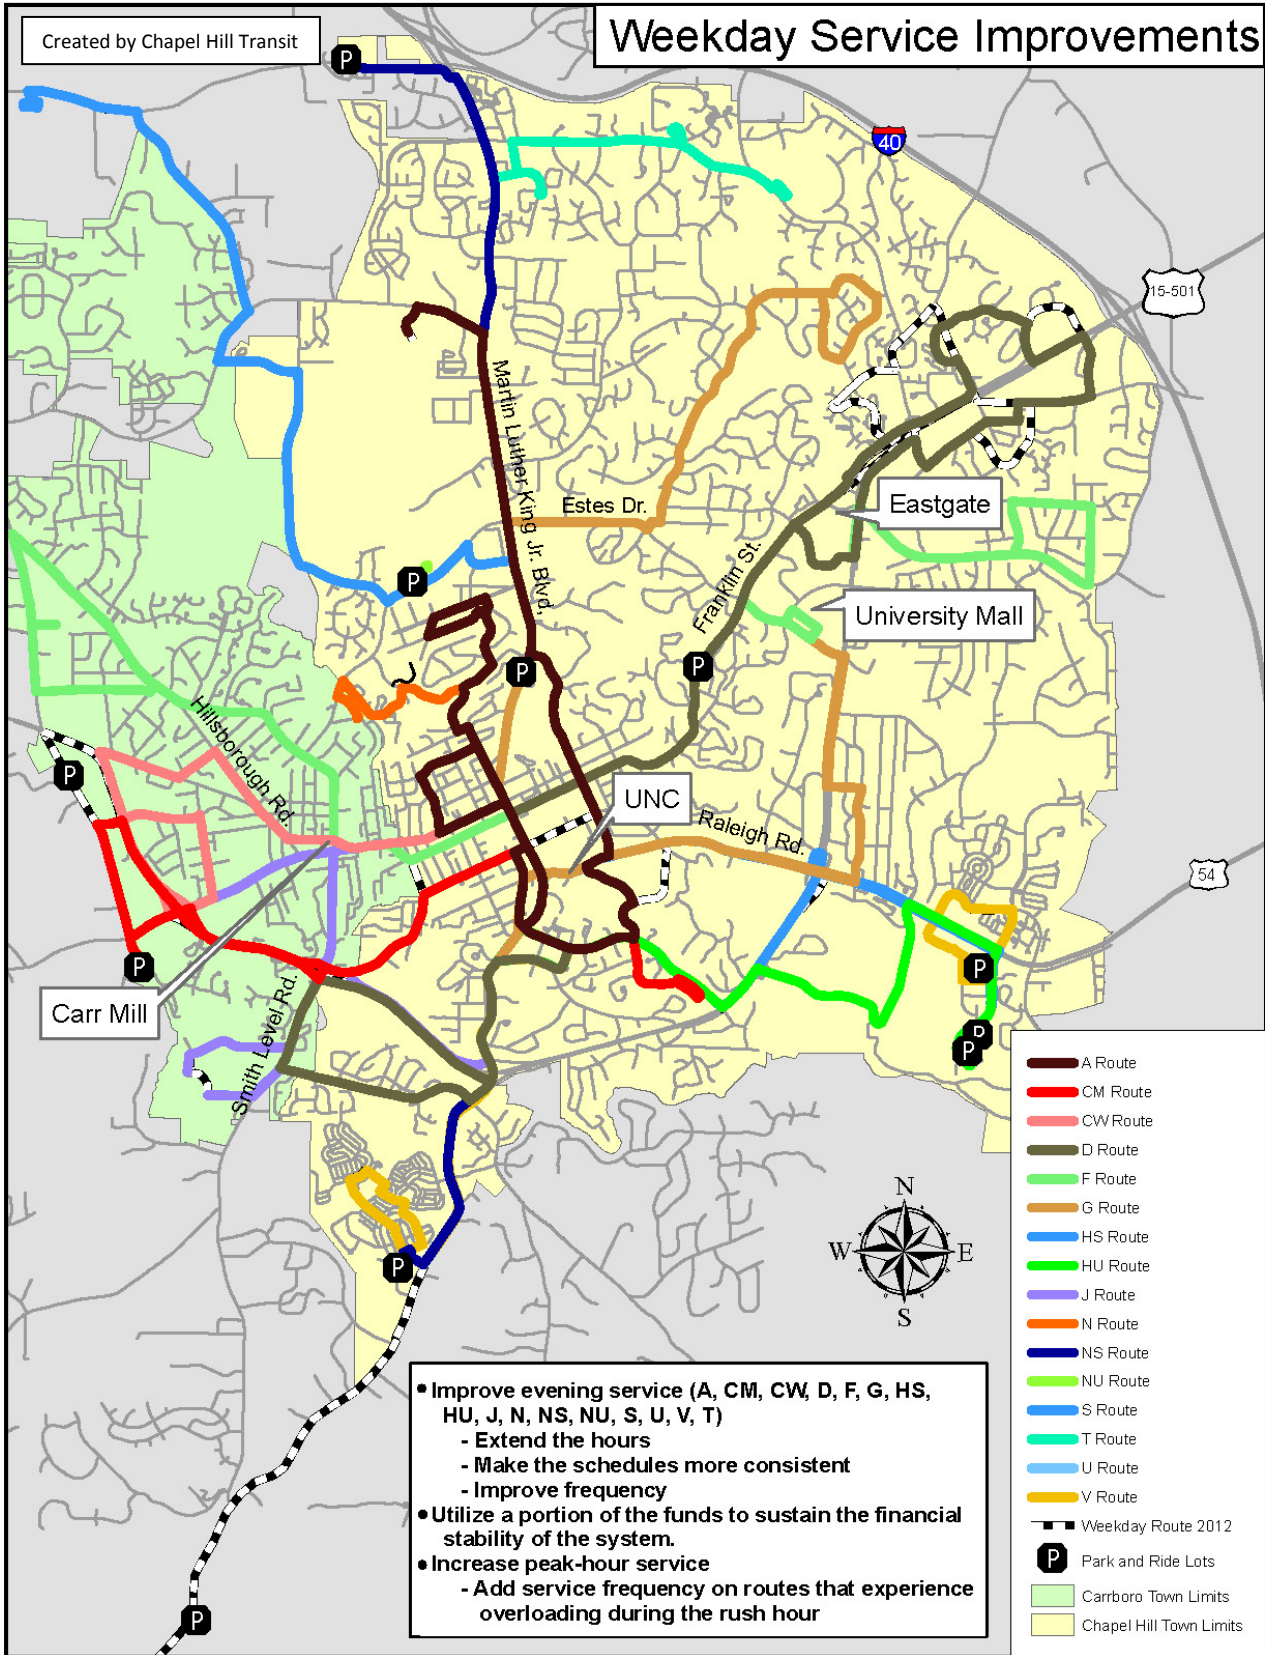 Created by Chapel Hill Transit
Weekday Service Improvements
P
40
15-501
Martin Luther King Jr. Blvd,
Estes Dr.
Eastgate
Franklin St.
University Mall
P
P
P
Hillsborough Rd.
P
UNC
Raleigh Rd.
54
P
P
P
P
Carr Mill
Smith Level Rd.
P
P
N
W
E
S
A Route
CM Route
CW Route
D Route
F Route
G Route
HS Route
HU Route
J Route
N Route
NS Route
NU Route
S Route
T Route
U Route
V Route
Weekday Route 2012
P Park and Ride Lots
Carrboro Town Limits
Chapel Hill Town Limits
• Improve evening service (A, CM, CW, D, F, G, HS,
HU, J, N, NS, NU, S, U, V, T)
- Extend the hours
- Make the schedules more consistent
- Improve frequency
• Utilize a portion of the funds to sustain the financial
stability of the system.
• Increase peak-hour service
- Add service frequency on routes that experience
overloading during the rush hour